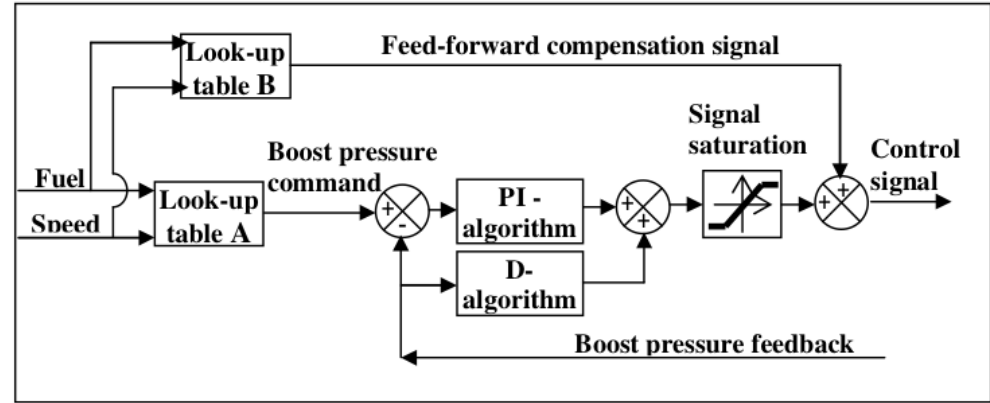 Look-up
table B
Feed-forward compensation signal
Signal
saturation
Boost pressure
command
Control
signal
Fuel
Speed
Look-up
table A
+
-
PI -
algorithm
+
+
+
+
D-
algorithm
Boost pressure feedback